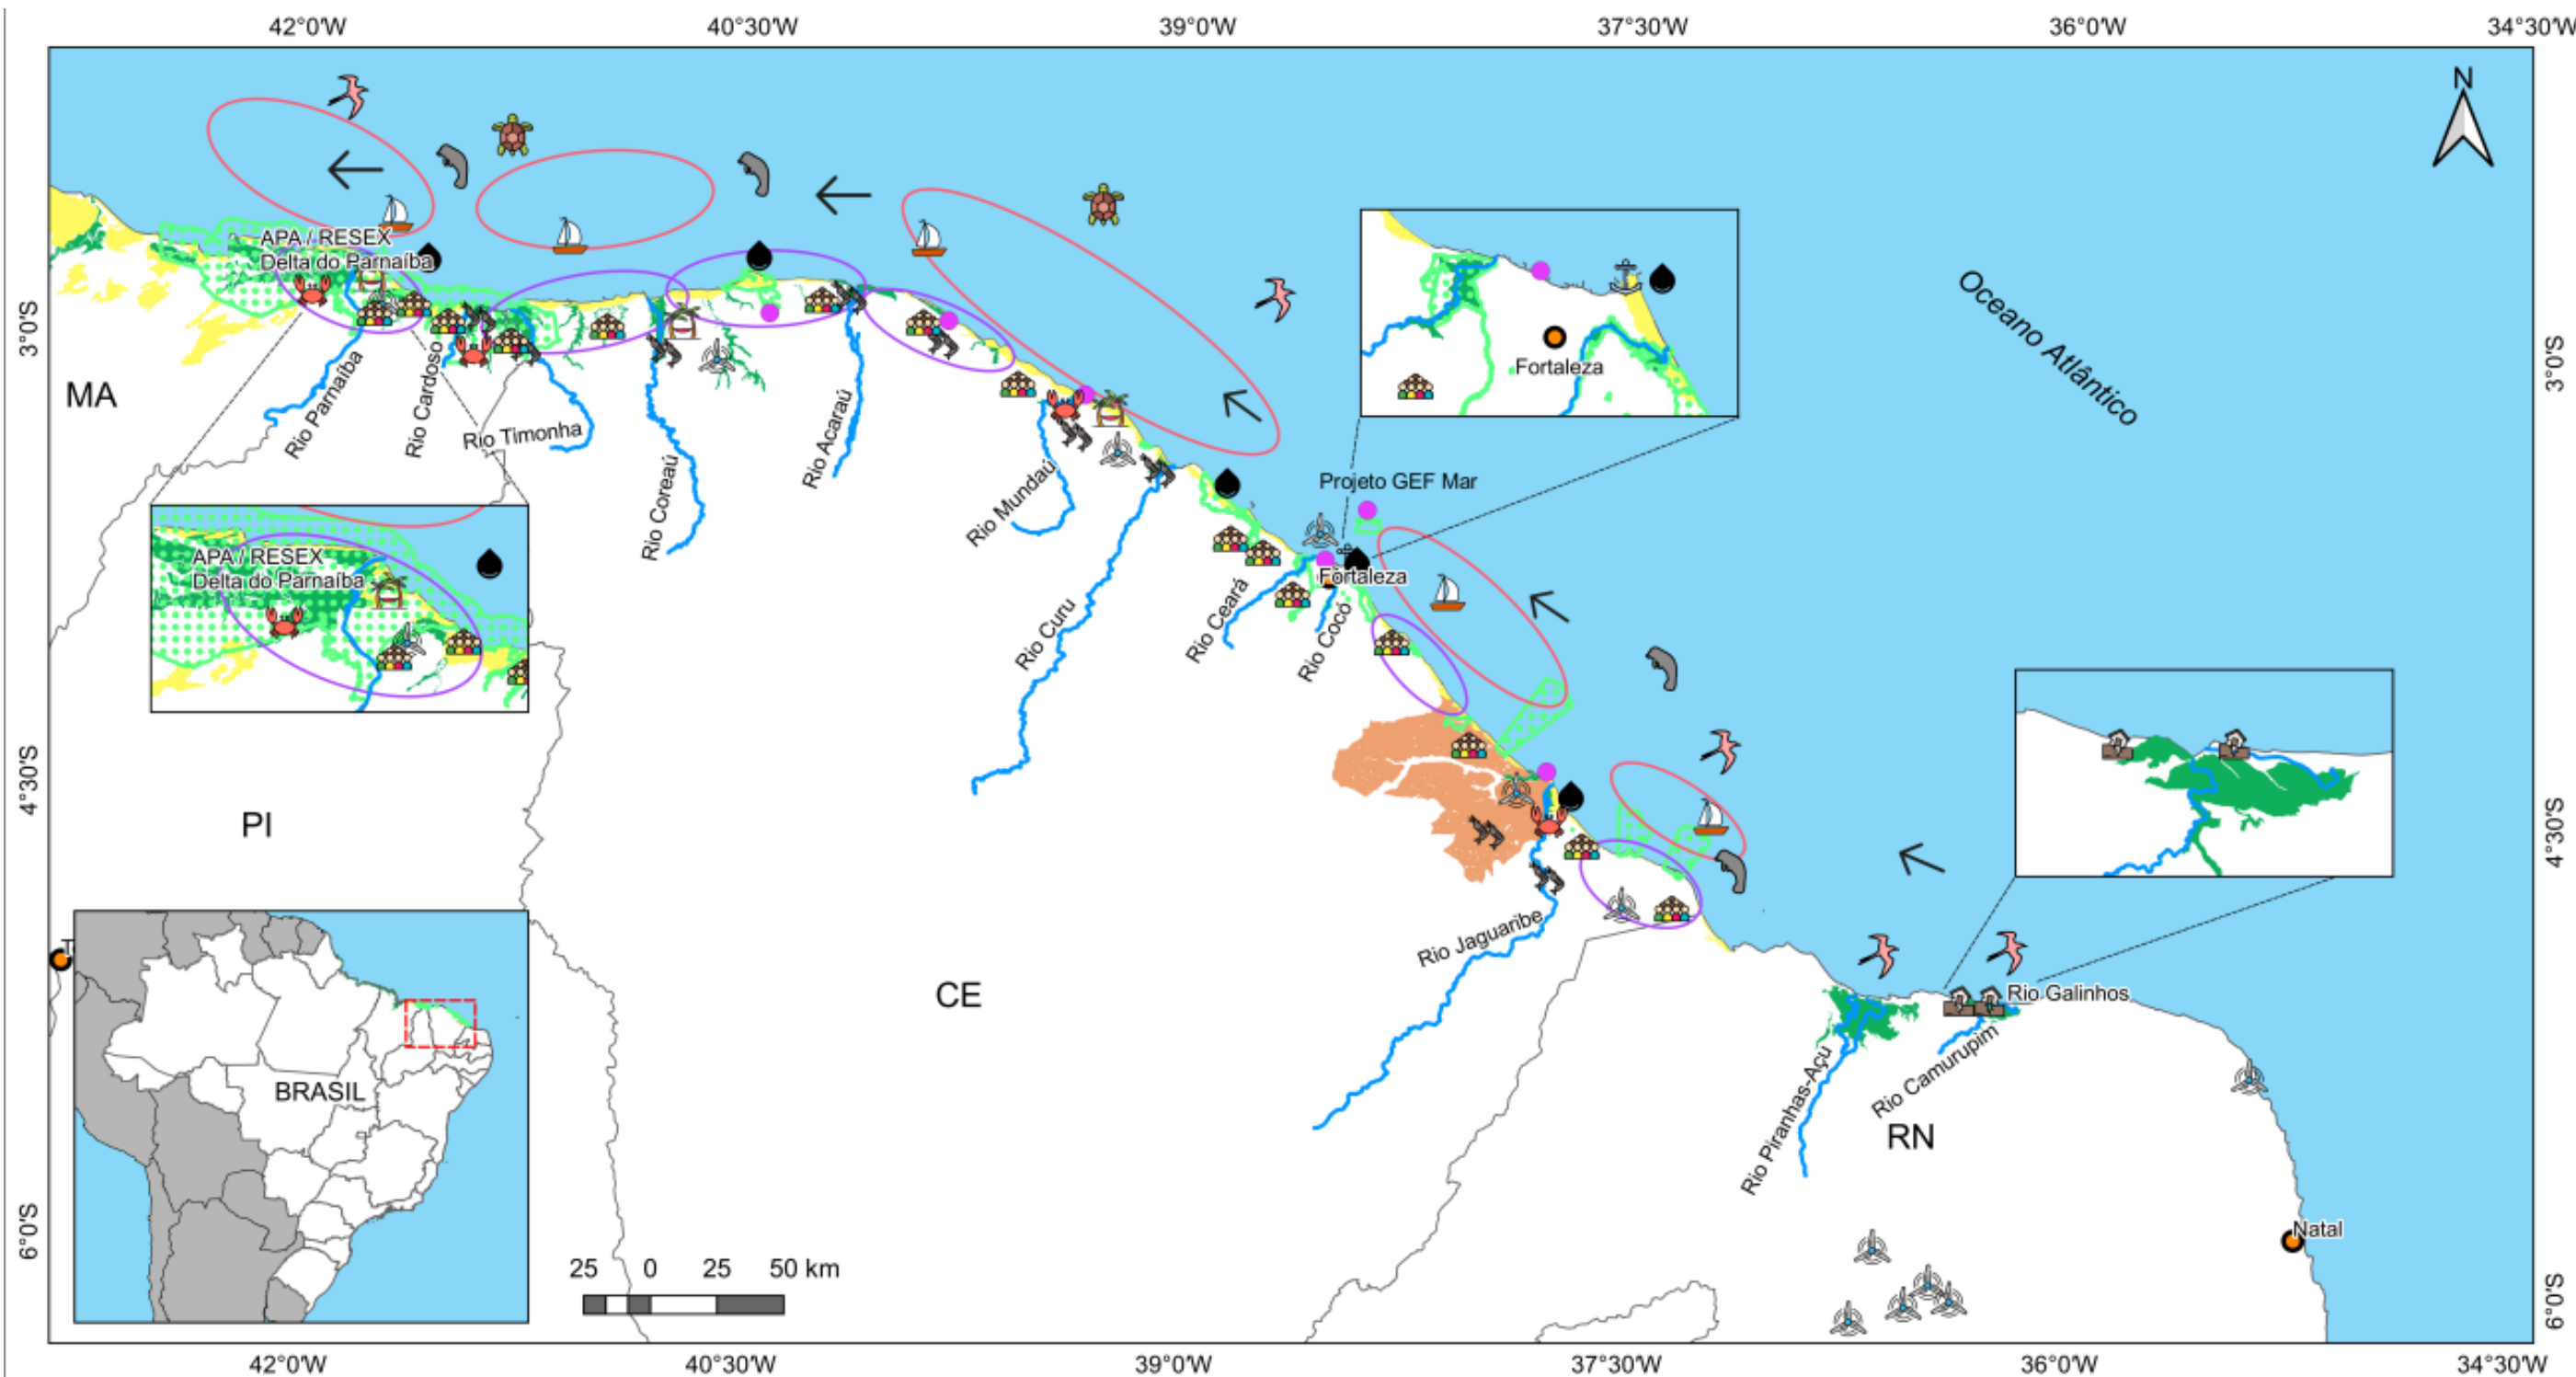 42°0'W
40°30'W
39°0'W
37°30'W
36°0'W
34°30'W
N
Oceano Atlântico
APA / RESEX
Delta do Parnaíba
3°0'S
3°0'S
MA
Fortaleza
Rio Parnaíba
Rio Cardoso
Rio Timonha
Rio Coreaú
Rio Acaraú
Rio Mundaú
Rio Curu
Projeto GEF Mar
Fortaleza
Rio Ceará
Rio Cocó
APA / RESEX
Delta do Parnaíba
4°30'S
4°30'S
PI
CE
Rio Jaguaribe
Rio Galinhos
Rio Camurupim
Rio Piranhas-Açu
RN
BRASIL
Natal
6°0'S
6°0'S
25 0 25 50 km
42°0'W
40°30'W
39°0'W
37°30'W
36°0'W
34°30'W